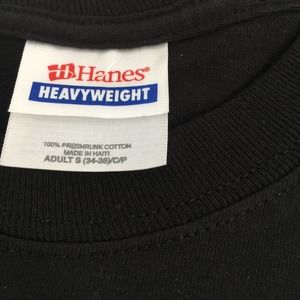 Hanes®
HEAVYWEIGHT
100% PRESHRUNK COTTON
MADE IN HAITI
ADULT S (34-36)/C/P